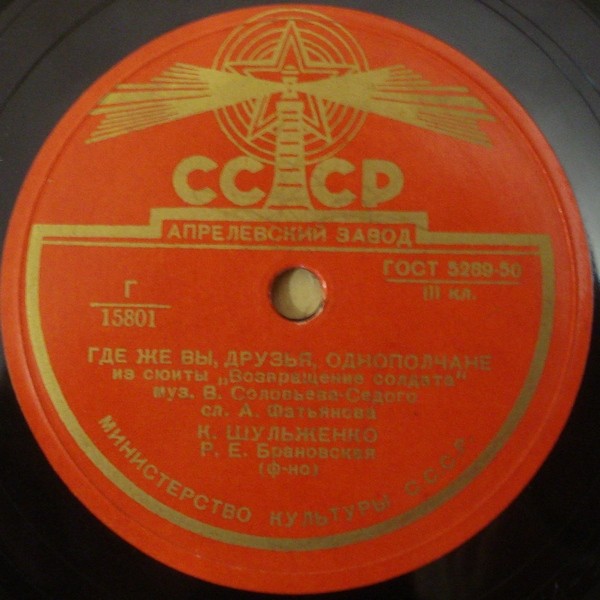 СССР
АПРЕЛЕВСКИЙ ЗАВОД
ГОСТ 5289-50
III кл.
Г
15801
ГДЕ ЖЕ ВЫ, ДРУЗЬЯ, ОДНОПОЛЧАНЕ
из сюиты „Возвращение солдата"
муз. В. Соловьева-Седого
сл. А. Фатьянова
К. ШУЛЬЖЕНКО
Р. Е. Брановская
(ф-но)
МИНИСТЕРСТВО КУЛЬТУРЫ СССР